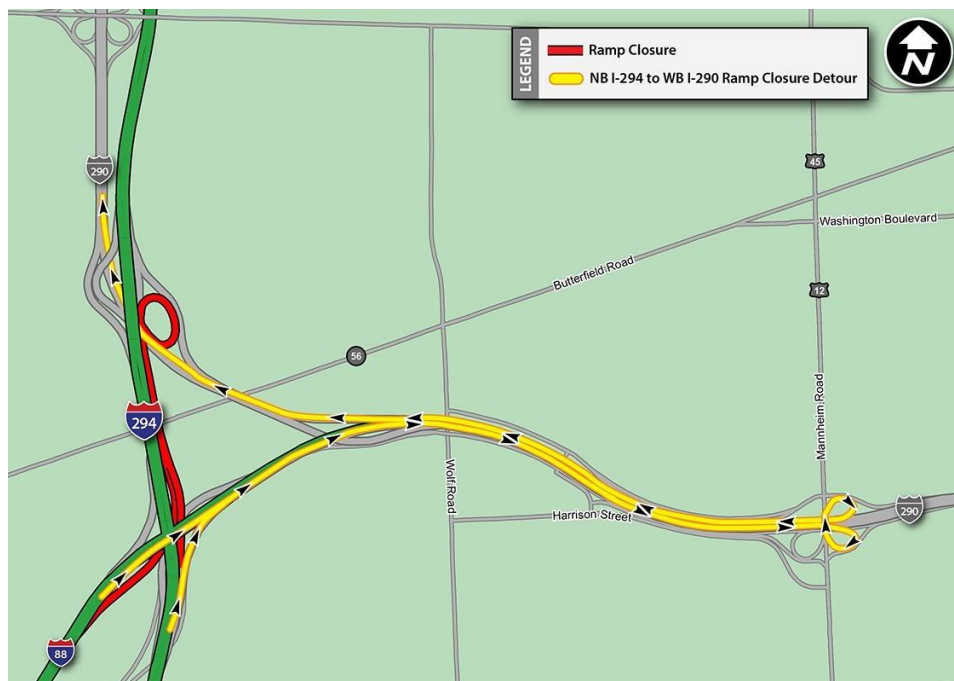 LEGEND
Ramp Closure
NB I-294 to WB I-290 Ramp Closure Detour
N
290
45
Washington Boulevard
Butterfield Road
12
56
294
Mannheim Road
Wolf Road
Harrison Street
290
88